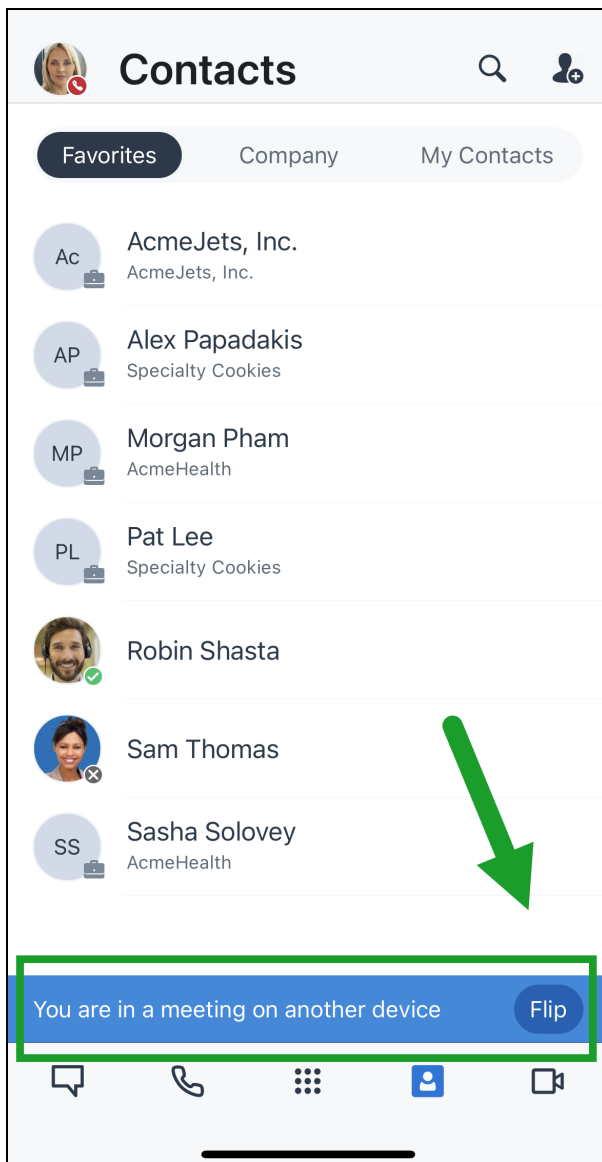 Contacts
Favorites Company My Contacts
Ac
AcmeJets, Inc.
AcmeJets, Inc.
AP
Alex Papadakis
Specialty Cookies
MP
Morgan Pham
AcmeHealth
PL
Pat Lee
Specialty Cookies
Robin Shasta
Sam Thomas
SS
Sasha Solovey
AcmeHealth
You are in a meeting on another device Flip